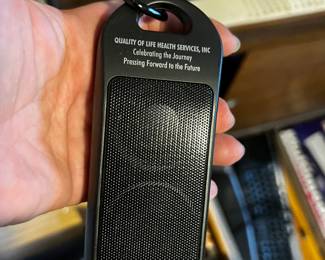 QUALITY OF LIFE HEALTH SERVICES, INC
Celebrating the Journey
Pressing Forward to the Future